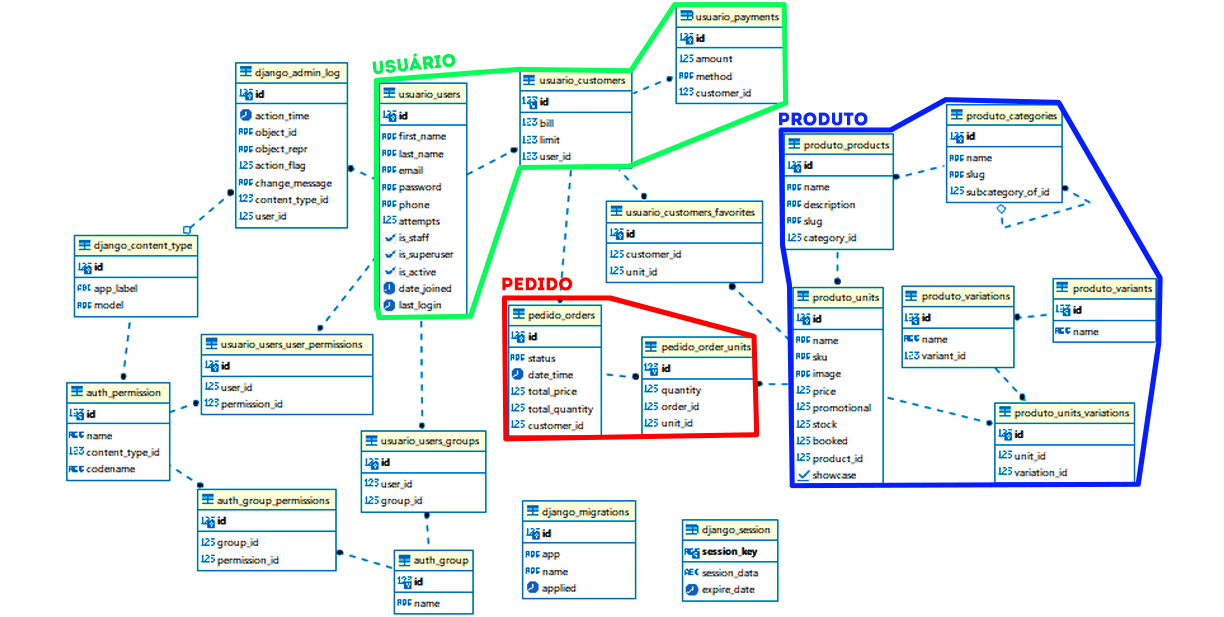 usuario_payments
id
amount
method
customer_id
USUÁRIO
django_admin_log
id
action_time
object_id
object_repr
action_flag
change_message
content_type_id
user_id
usuario_users
id
first_name
last_name
email
password
phone
attempts
is_staff
is_superuser
is_active
date_joined
last_login
usuario_customers
id
bill
limit
user_id
PRODUTO
produto_products
id
name
description
slug
category_id
produto_categories
id
name
slug
subcategory_of_id
usuario_customers_favorites
id
customer_id
unit_id
django_content_type
id
app_label
model
PEDIDO
pedido_orders
id
status
date_time
total_price
total_quantity
customer_id
pedido_order_units
id
quantity
order_id
unit_id
produto_units
id
name
sku
image
price
promotional
stock
booked
product_id
showcase
produto_variations
id
name
variant_id
produto_variants
id
name
produto_units_variations
id
unit_id
variation_id
usuario_users_user_permissions
id
user_id
permission_id
auth_permission
id
name
content_type_id
codename
usuario_users_groups
id
user_id
group_id
auth_group_permissions
id
group_id
permission_id
auth_group
id
name
django_migrations
id
app
name
applied
django_session
session_key
session_data
expire_date